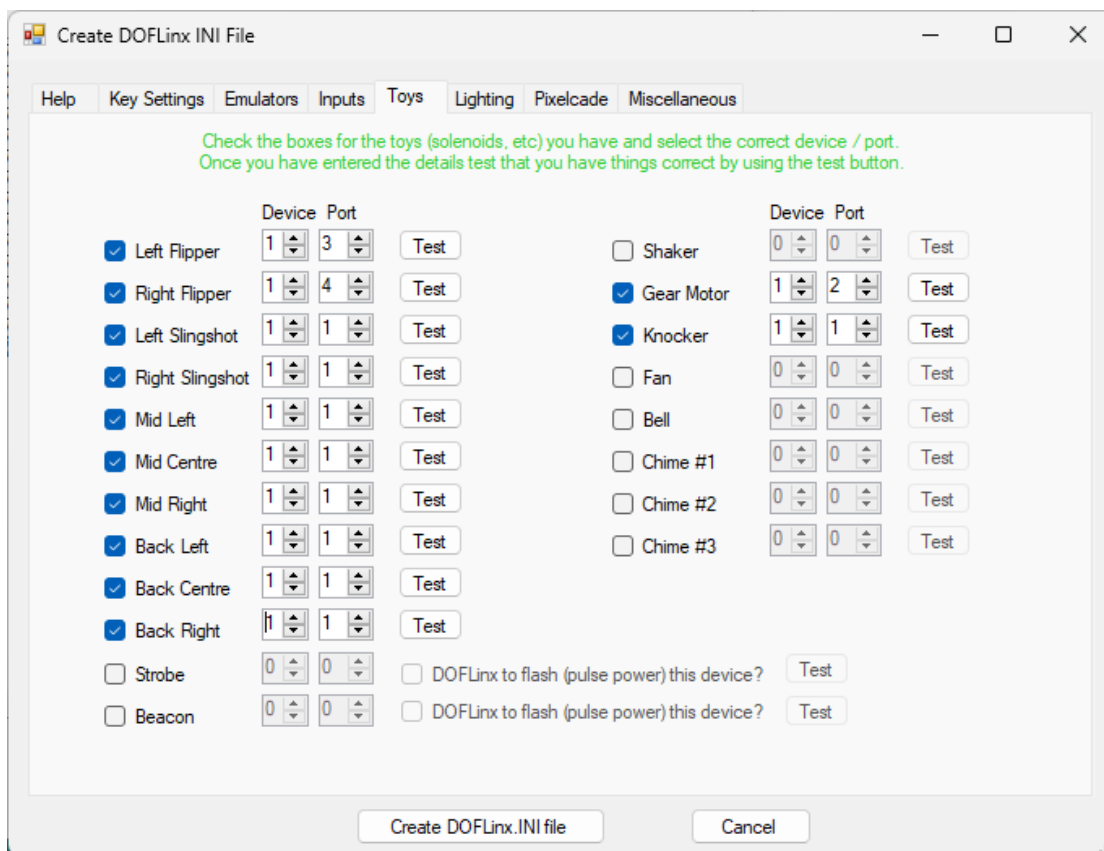 Create DOFLinx INI File
Help Key Settings Emulators Inputs Toys Lighting Pixelcade Miscellaneous
Check the boxes for the toys (solenoids, etc) you have and select the correct device / port.
Once you have entered the details test that you have things correct by using the test button.
Device Port Device Port
Left Flipper 1 3 Test Shaker 0 0 Test
Right Flipper 1 4 Test Gear Motor 1 2 Test
Left Slingshot 1 1 Test Knocker 1 1 Test
Right Slingshot 1 1 Test Fan 0 0 Test
Mid Left 1 1 Test Bell 0 0 Test
Mid Centre 1 1 Test Chime #1 0 0 Test
Mid Right 1 1 Test Chime #2 0 0 Test
Back Left 1 1 Test Chime #3 0 0 Test
Back Centre 1 1 Test
Back Right 1 1 Test
Strobe 0 0 DOFLinx to flash (pulse power) this device? Test
Beacon 0 0 DOFLinx to flash (pulse power) this device? Test
Create DOFLinx.INI file Cancel